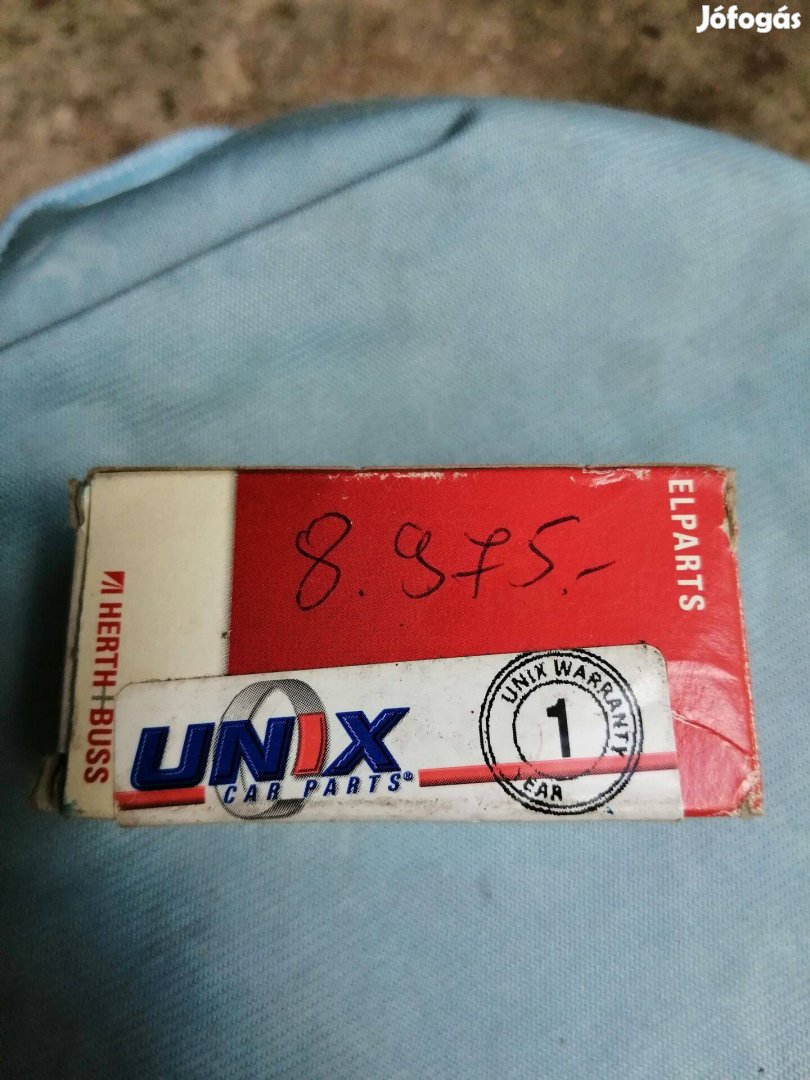 Jófogás
ELPARTS
8.975.-
HERTH+BUSS
UNIX
CAR PARTS®
UNIX WARRANTY
1
YEAR